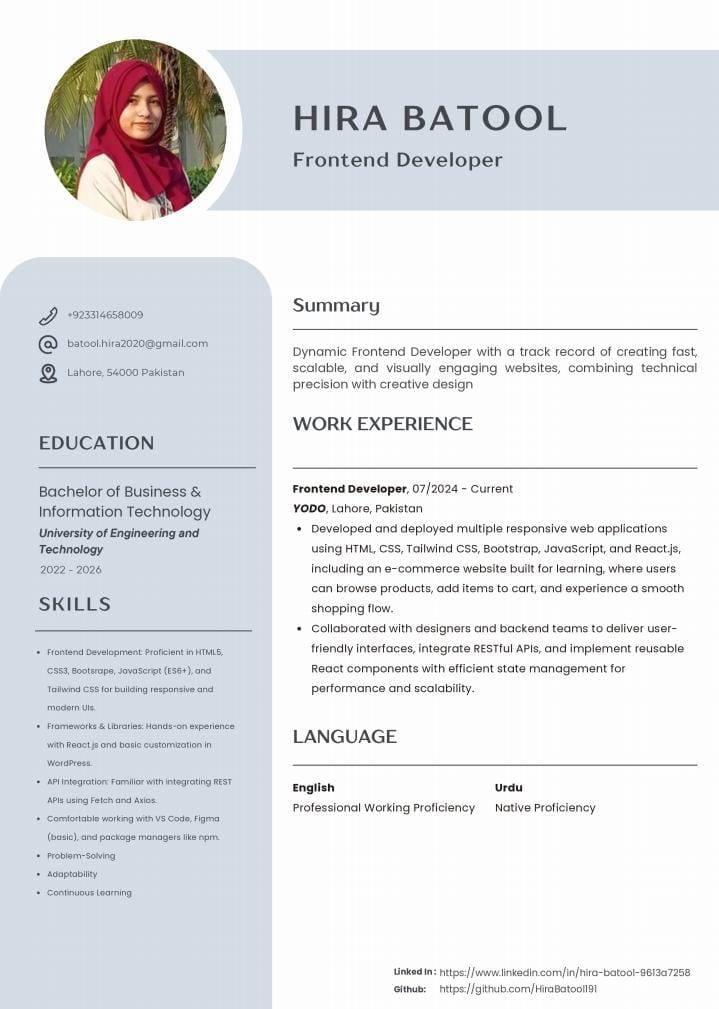 HIRA BATOOL
Frontend Developer
+923314658009
batool.hira2020@gmail.com
Lahore, 54000 Pakistan
EDUCATION
Bachelor of Business &
Information Technology
University of Engineering and
Technology
2022 - 2026
SKILLS
• Frontend Development: Proficient in HTML5,
CSS3, Bootsrape, JavaScript (ES6+), and
Tailwind CSS for building responsive and
modern UIs.
• Frameworks & Libraries: Hands-on experience
with React.js and basic customization in
WordPress.
• API Integration: Familiar with integrating REST
APIs using Fetch and Axios.
• Comfortable working with VS Code, Figma
(basic), and package managers like npm.
• Problem-Solving
• Adaptability
• Continuous Learning
Summary
Dynamic Frontend Developer with a track record of creating fast,
scalable, and visually engaging websites, combining technical
precision with creative design
WORK EXPERIENCE
Frontend Developer, 07/2024 - Current
YODO, Lahore, Pakistan
• Developed and deployed multiple responsive web applications
using HTML, CSS, Tailwind CSS, Bootstrap, JavaScript, and React.js,
including an e-commerce website built for learning, where users
can browse products, add items to cart, and experience a smooth
shopping flow.
• Collaborated with designers and backend teams to deliver user-
friendly interfaces, integrate RESTful APIs, and implement reusable
React components with efficient state management for
performance and scalability.
LANGUAGE
English Urdu
Professional Working Proficiency Native Proficiency
Linked In : https://www.linkedin.com/in/hira-batool-9613a7258
Github: https://github.com/HiraBatool191